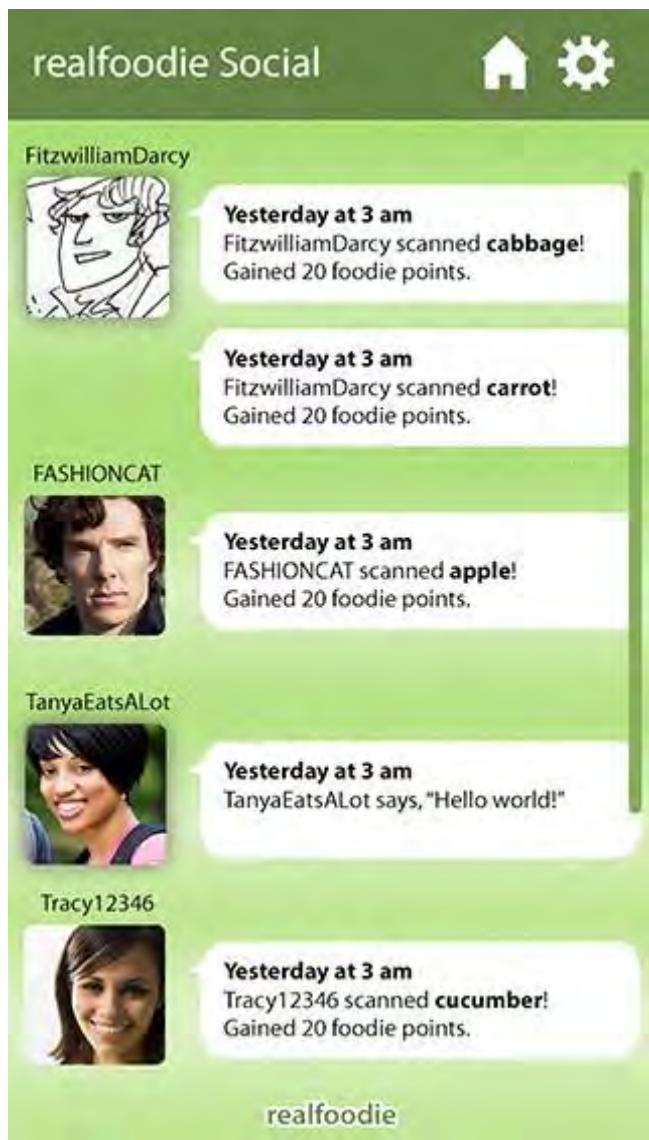 realfoodie Social
FitzwilliamDarcy
Yesterday at 3 am
FitzwilliamDarcy scanned cabbage!
Gained 20 foodie points.
Yesterday at 3 am
FitzwilliamDarcy scanned carrot!
Gained 20 foodie points.
FASHIONCAT
Yesterday at 3 am
FASHIONCAT scanned apple!
Gained 20 foodie points.
TanyaEatsALot
Yesterday at 3 am
TanyaEatsALot says, “Hello world!”
Tracy12346
Yesterday at 3 am
Tracy12346 scanned cucumber!
Gained 20 foodie points.
realfoodie